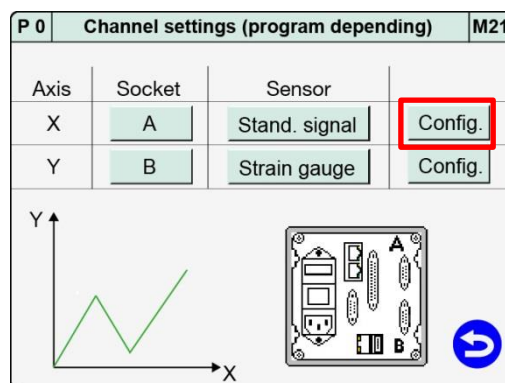 P 0 Channel settings (program depending) M21
Axis Socket Sensor
X A Stand. signal Config.
Y B Strain gauge Config.
Y
A
B
X